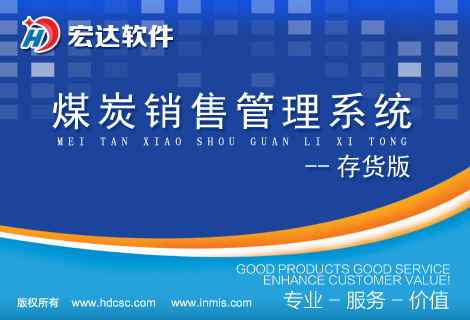 HD 宏达软件
煤炭销售管理系统
MEI TAN XIAO SHOU GUAN LI XI TONG
-- 存货版
GOOD PRODUCTS GOOD SERVICE
ENHANCE CUSTOMER VALUE!
版权所有 www.hdcsc.com www.inmis.com 专业 – 服务 – 价值